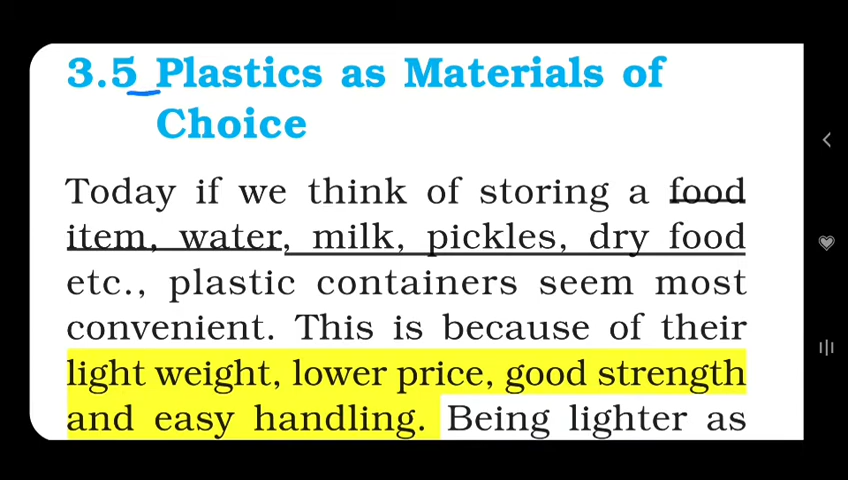 3.5 Plastics as Materials of
Choice
Today if we think of storing a food
item, water, milk, pickles, dry food
etc., plastic containers seem most
convenient. This is because of their
light weight, lower price, good strength
and easy handling. Being lighter as